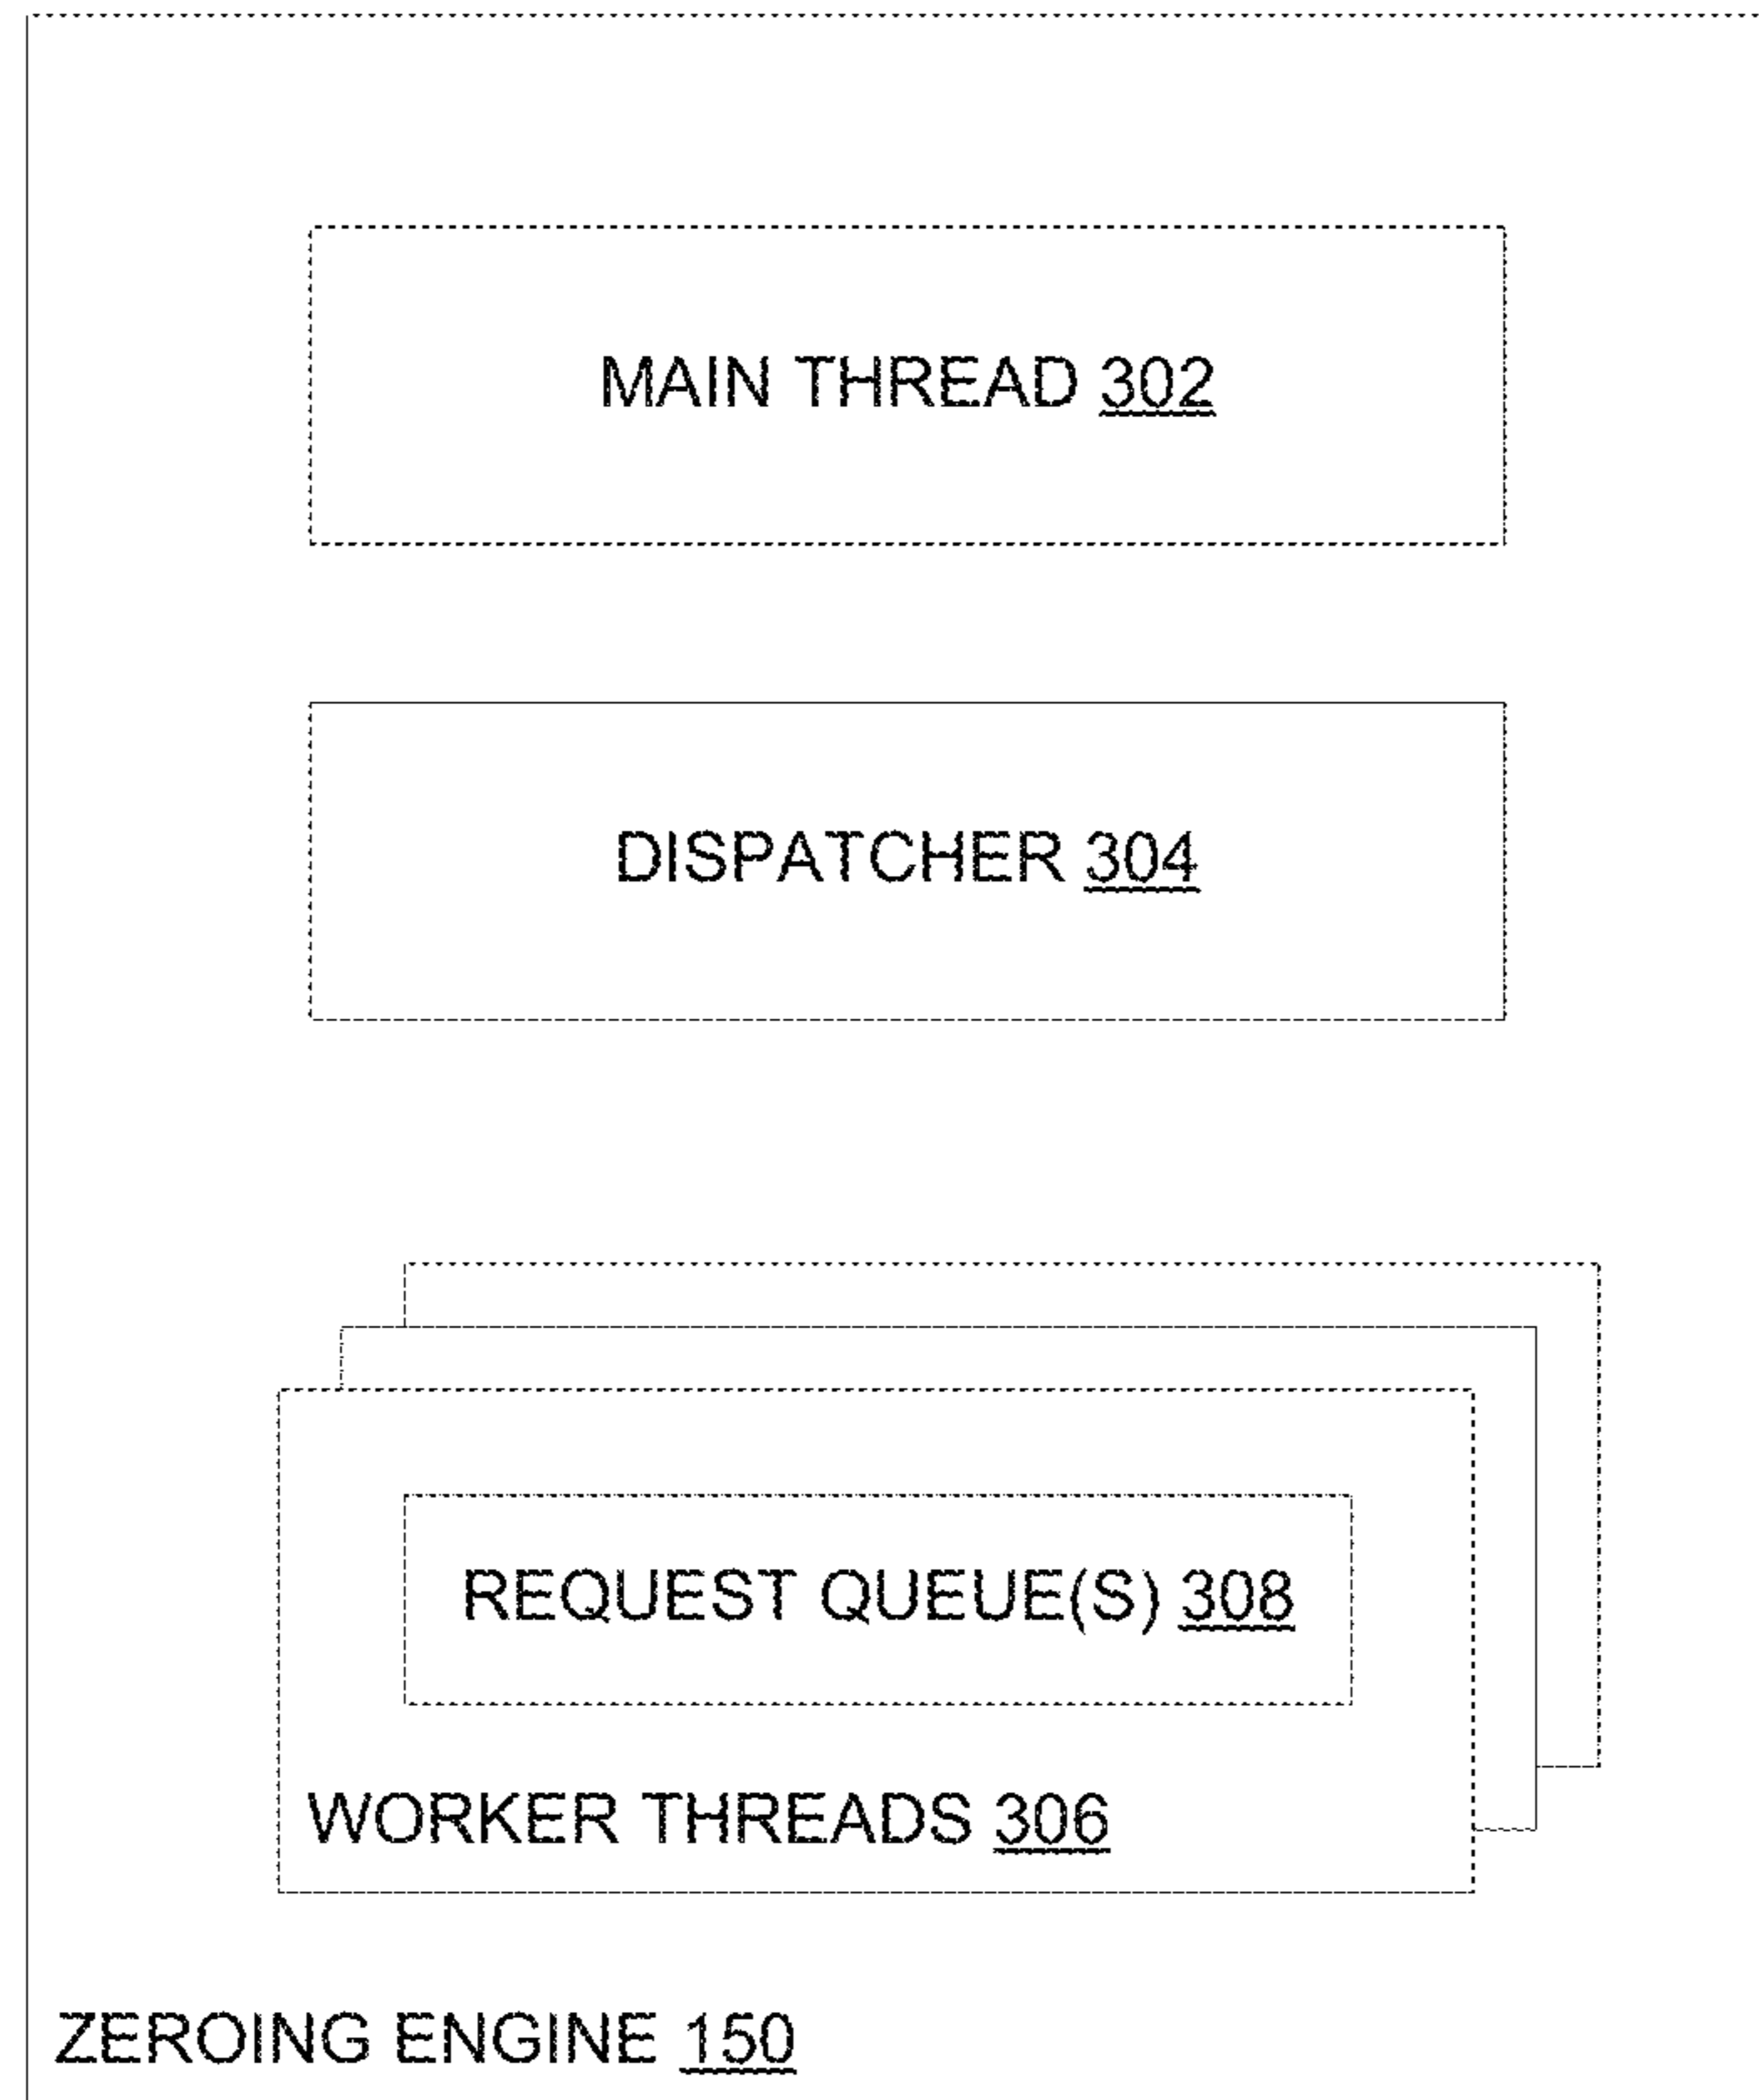 MAIN THREAD 302
DISPATCHER 304
REQUEST QUEUE(S) 308
WORKER THREADS 306
ZEROING ENGINE 150